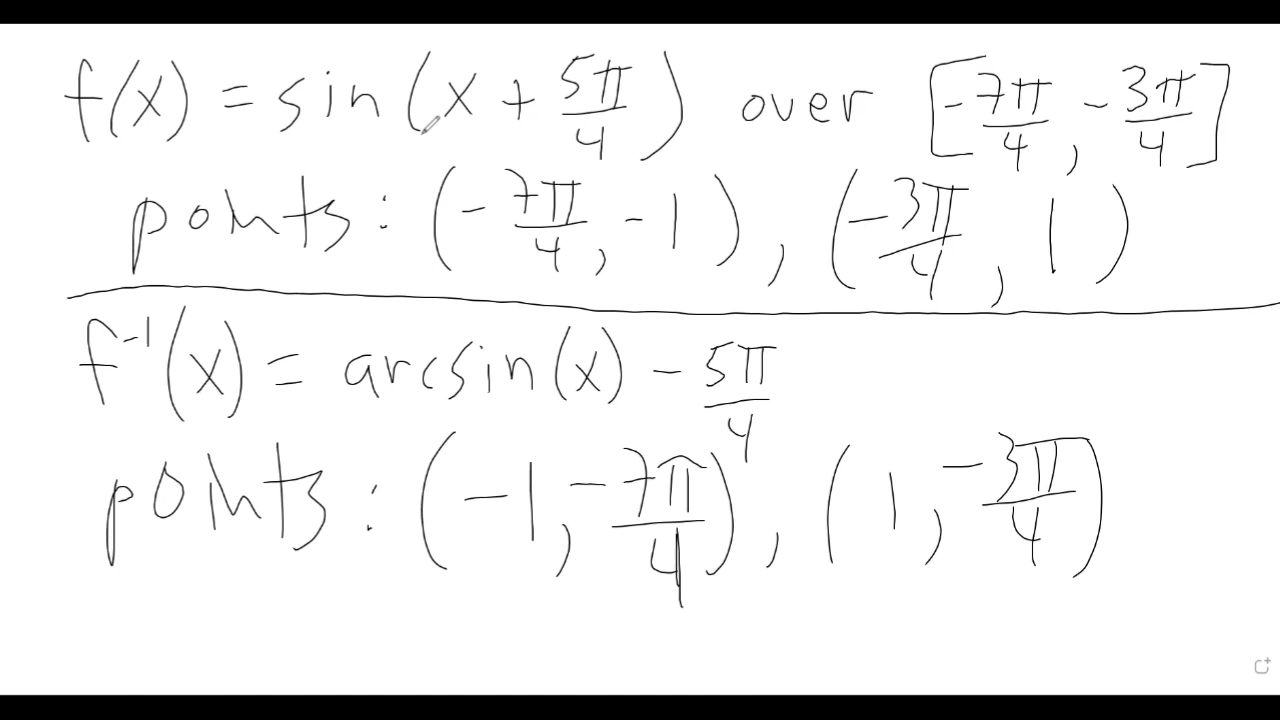 f(x) = sin(x + 5π/4) over [-7π/4, -3π/4]
points: (-7π/4, -1), (-3π/4, 1)
f⁻¹(x) = arcsin(x) - 5π/4
points: (-1, -7π/4), (1, -3π/4)